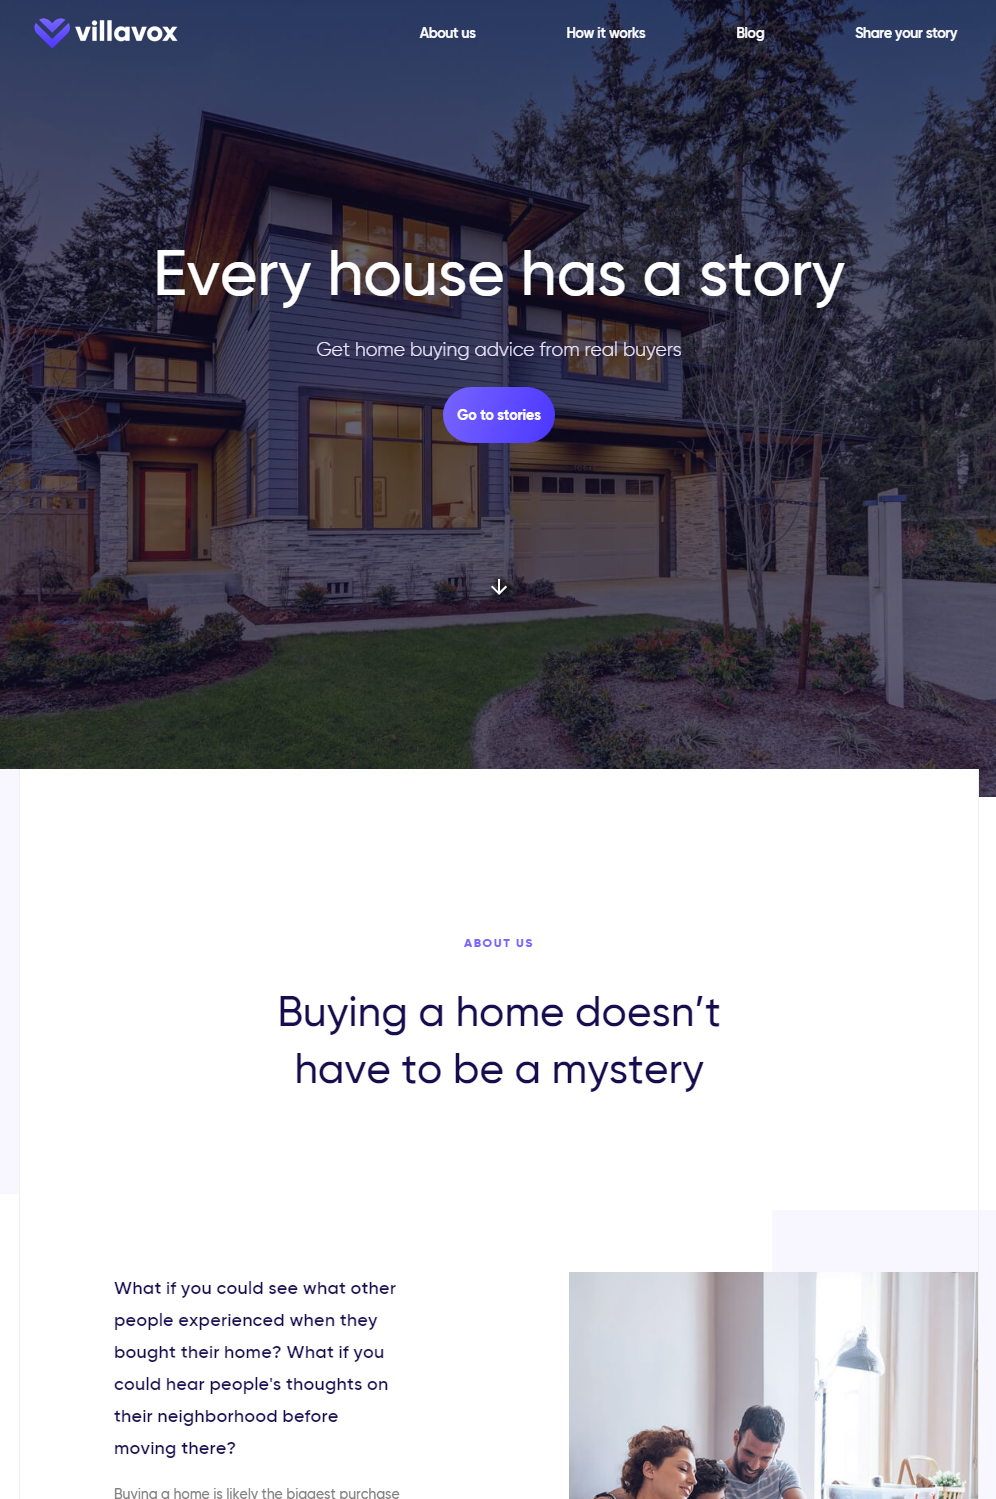 villavox
About us
How it works
Blog
Share your story
Every house has a story
Get home buying advice from real buyers
Go to stories
ABOUT US
Buying a home doesn’t
have to be a mystery
What if you could see what other
people experienced when they
bought their home? What if you
could hear people's thoughts on
their neighborhood before
moving there?
Buying a home is likely the biggest purchase